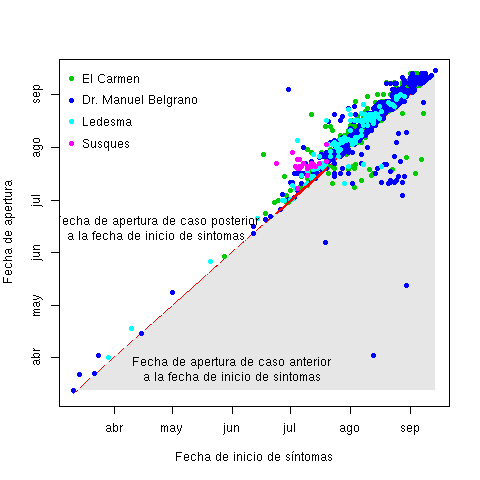 El Carmen
Dr. Manuel Belgrano
Ledesma
Susques
Fecha de apertura de caso posterior
a la fecha de inicio de sintomas
Fecha de apertura de caso anterior
a la fecha de inicio de sintomas
Fecha de apertura
sep
ago
jul
jun
may
abr
abr may jun jul ago sep
Fecha de inicio de síntomas